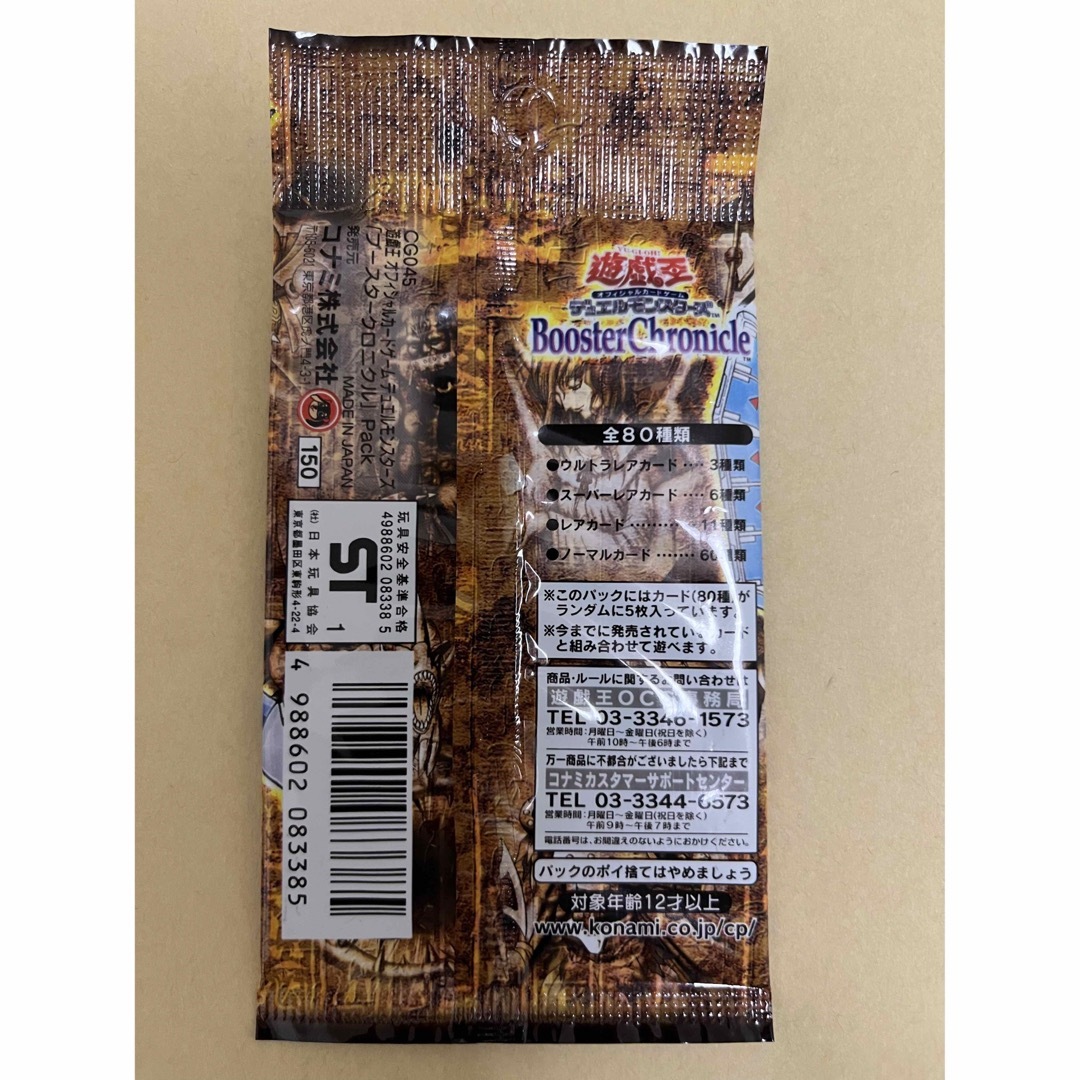 YU-GI-OH!
遊戯王
オフィシャルカードゲーム
デュエルモンスターズ™
BoosterChronicle™
全80種類
●ウルトラレアカード ‥‥ 3種類
●スーパーレアカード ‥‥ 6種類
●レアカード ‥‥‥‥ 11種類
●ノーマルカード ‥‥‥ 60種類
※このパックにはカード(80種)が
ランダムに5枚入っています。
※今までに発売されているカード
と組み合わせて遊べます。
商品・ルールに関するお問い合わせは
遊戯王OCG事務局
TEL 03-3346-1573
営業時間:月曜日〜金曜日(祝日を除く)
午前10時〜午後6時まで
万一商品に不都合がございましたら下記まで
コナミカスタマーサポートセンター
TEL 03-3344-6573
営業時間:月曜日〜金曜日(祝日を除く)
午前9時〜午後7時まで
電話番号は、お間違えのないようにおかけください。
パックのポイ捨てはやめましょう
対象年齢12才以上
www.konami.co.jp/cp/
CG045
遊戯王 オフィシャルカードゲーム デュエルモンスターズ
「ブースタークロニクル」Pack
MADE IN JAPAN
発売元
コナミ株式会社
東京都港区虎ノ門4-3-1
150
玩具安全基準合格
4988602 08338 5
ST
1
(社)日本玩具協会
東京都墨田区東駒形4-22-4
4 988602 083385